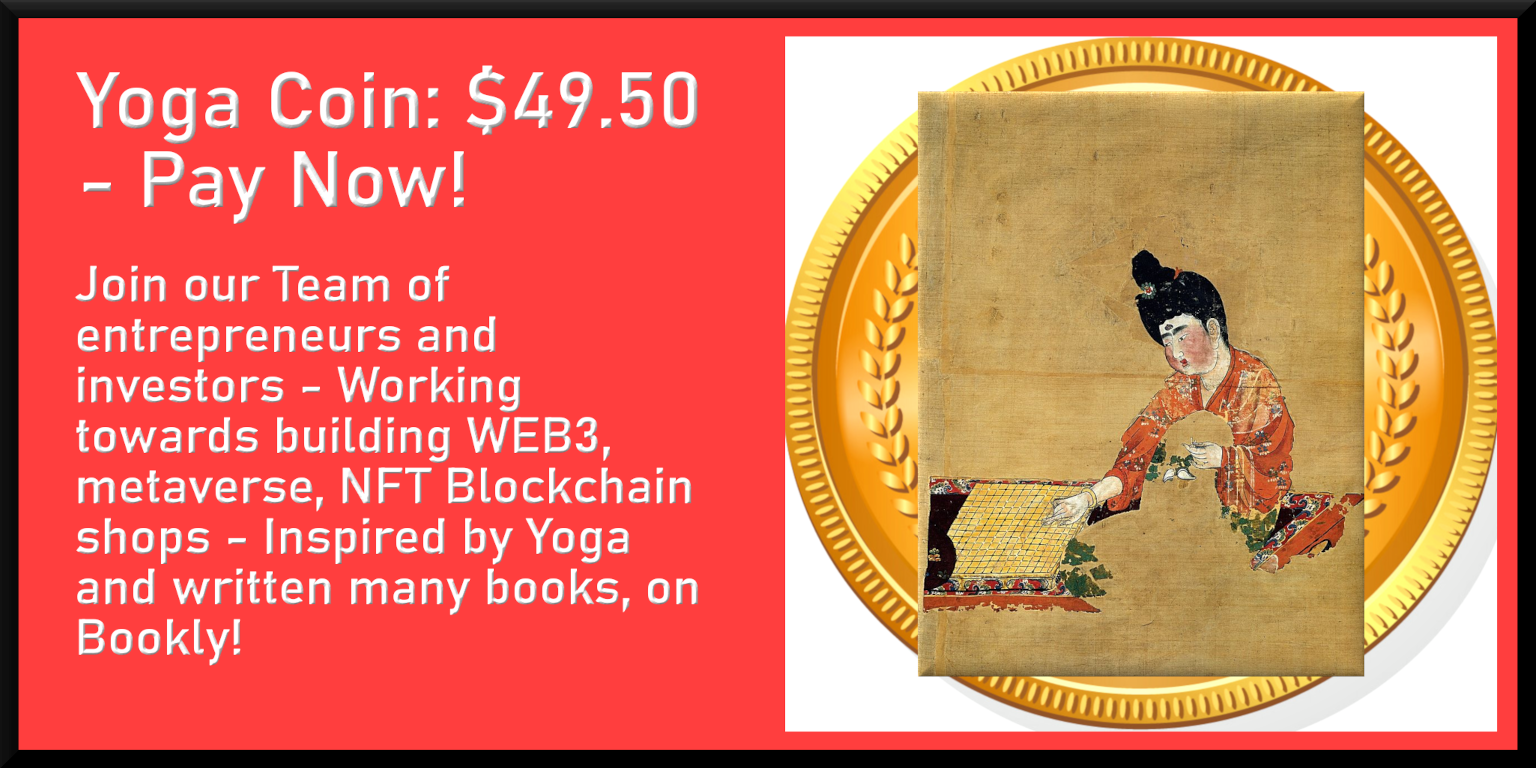 Yoga Coin: $49.50
- Pay Now!
Join our Team of
entrepreneurs and
investors - Working
towards building WEB3,
metaverse, NFT Blockchain
shops - Inspired by Yoga
and written many books, on
Bookly!